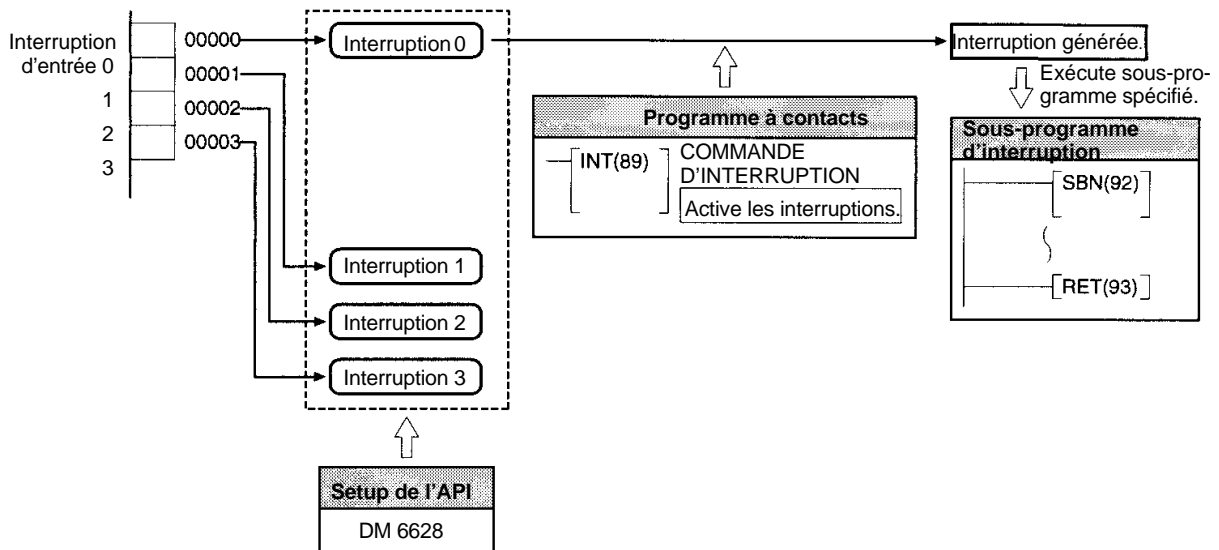 Interruption
d'entrée 0
1
2
3
00000
00001
00002
00003
Interruption 0
Interruption 1
Interruption 2
Interruption 3
Setup de l'API
DM 6628
Programme à contacts
INT(89)
COMMANDE
D'INTERRUPTION
Active les interruptions.
Interruption générée.
Exécute sous-pro-
gramme spécifié.
Sous-programme
d'interruption
SBN(92)
RET(93)